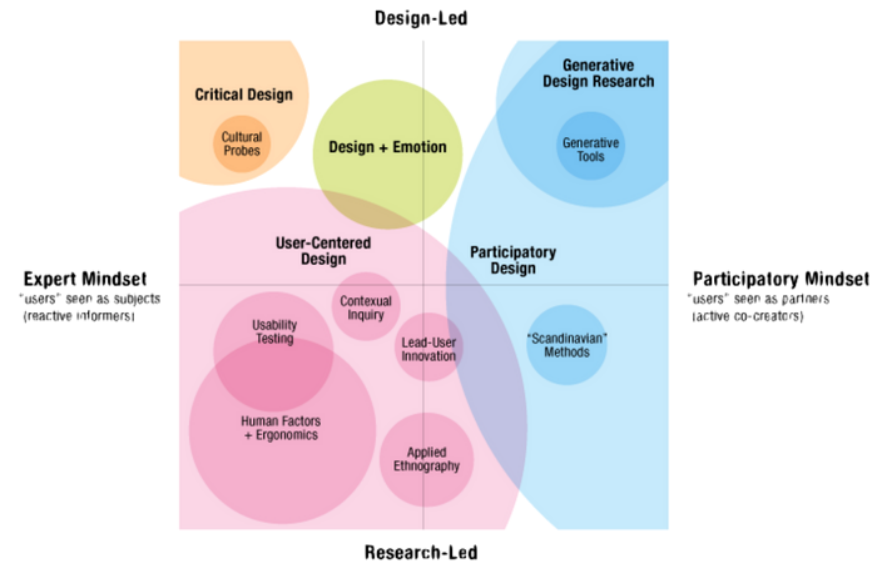 Design-Led
Critical Design
Cultural
Probes
Design + Emotion
Generative
Design Research
Generative
Tools
User-Centered
Design
Participatory
Design
Expert Mindset
"users" seen as subjects
(reactive informers)
Participatory Mindset
"users" seen as partners
(active co-creators)
Contexual
Inquiry
Usability
Testing
Lead-User
Innovation
"Scandinavian"
Methods
Human Factors
+ Ergonomics
Applied
Ethnography
Research-Led